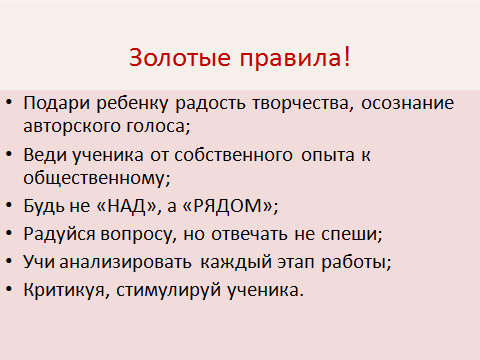 Золотые правила!
• Подари ребенку радость творчества, осознание
авторского голоса;
• Веди ученика от собственного опыта к
общественному;
• Будь не «НАД», а «РЯДОМ»;
• Радуйся вопросу, но отвечать не спеши;
• Учи анализировать каждый этап работы;
• Критикуя, стимулируй ученика.